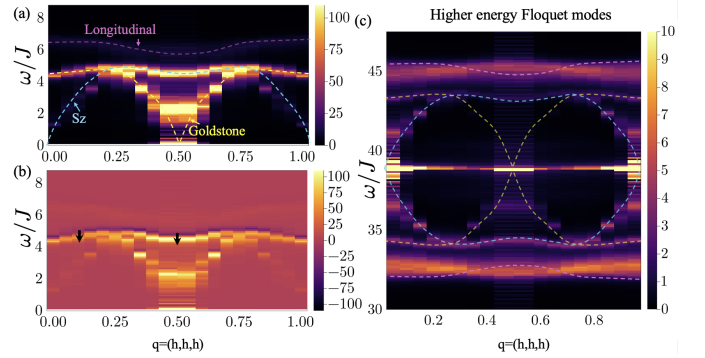 (a)
Longitudinal
Sz
Goldstone
ω/J
8
6
4
2
0
0.00 0.25 0.50 0.75 1.00
100
75
50
25
0
(b)
ω/J
8
6
4
2
0
0.00 0.25 0.50 0.75 1.00
q=(h,h,h)
100
75
50
25
0
−25
−50
−75
−100
Higher energy Floquet modes
(c)
ω/J
45
40
35
30
0.2 0.4 0.6 0.8
q=(h,h,h)
10
9
8
7
6
5
4
3
2
1
0